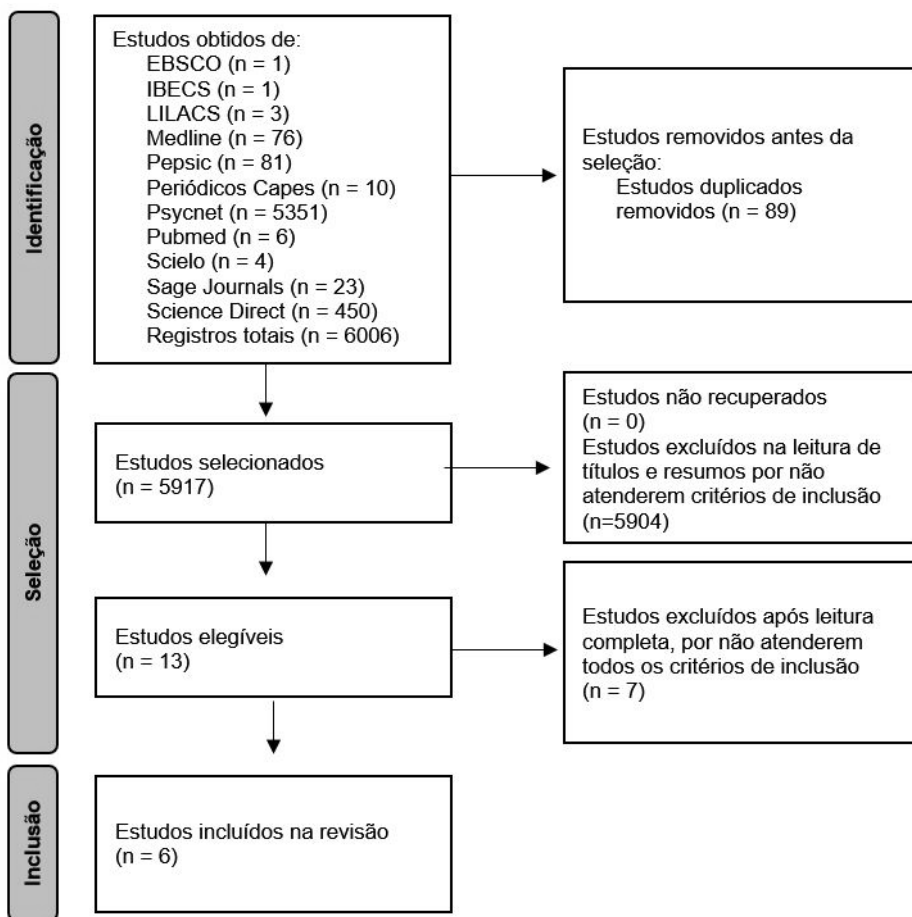 Identificação
Estudos obtidos de:
EBSCO (n = 1)
IBECS (n = 1)
LILACS (n = 3)
Medline (n = 76)
Pepsic (n = 81)
Periódicos Capes (n = 10)
Psycnet (n = 5351)
Pubmed (n = 6)
Scielo (n = 4)
Sage Journals (n = 23)
Science Direct (n = 450)
Registros totais (n = 6006)
Estudos removidos antes da
seleção:
Estudos duplicados
removidos (n = 89)
Seleção
Estudos selecionados
(n = 5917)
Estudos não recuperados
(n = 0)
Estudos excluídos na leitura de
títulos e resumos por não
atenderem critérios de inclusão
(n=5904)
Estudos elegíveis
(n = 13)
Estudos excluídos após leitura
completa, por não atenderem
todos os critérios de inclusão
(n = 7)
Inclusão
Estudos incluídos na revisão
(n = 6)